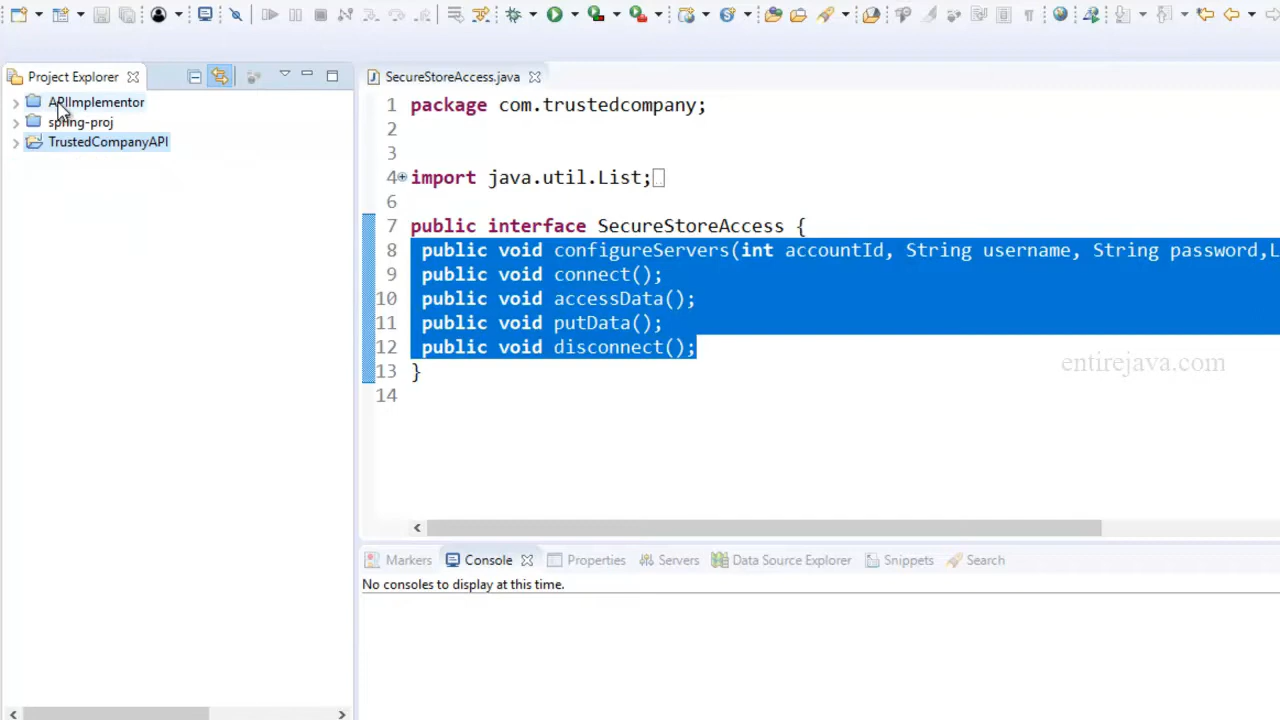 Project Explorer
APIImplementor
spring-proj
TrustedCompanyAPI
SecureStoreAccess.java
1 package com.trustedcompany;
2
3
4 import java.util.List;
6
7 public interface SecureStoreAccess {
8 public void configureServers(int accountId, String username, String password,L
9 public void connect();
10 public void accessData();
11 public void putData();
12 public void disconnect();
13 }
14
entirejava.com
Markers Console Properties Servers Data Source Explorer Snippets Search
No consoles to display at this time.